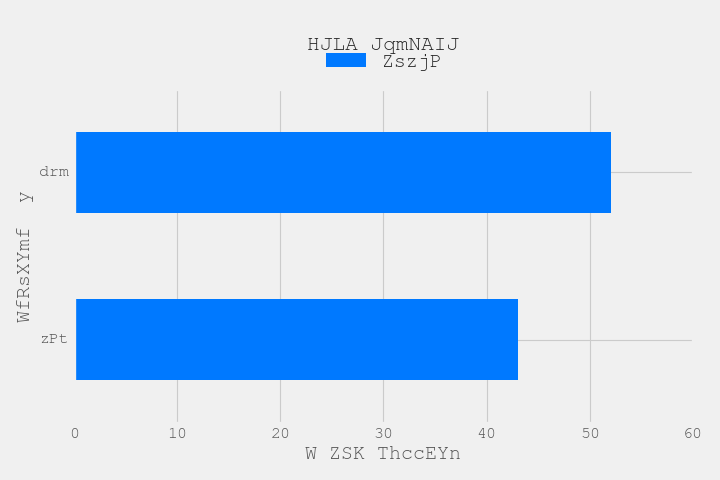 HJLA JqmNAIJ
ZszjP
WfRsXYmf y
drm
zPt
0 10 20 30 40 50 60
W ZSK ThccEYn